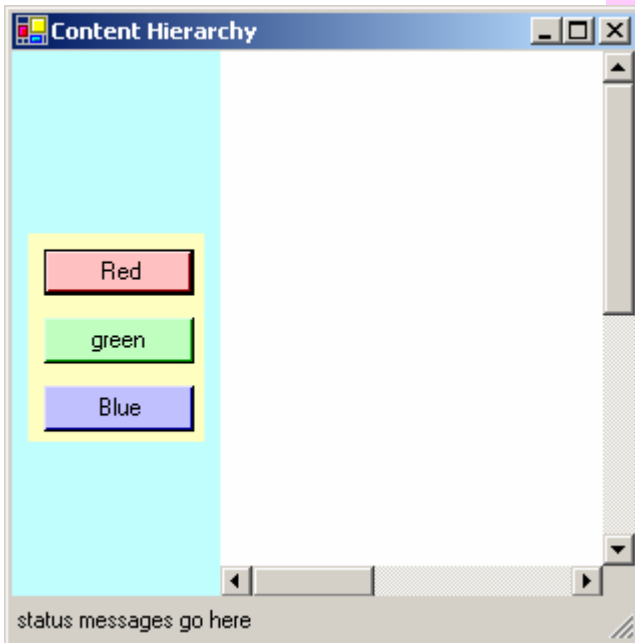 Content Hierarchy
Red
green
Blue
status messages go here